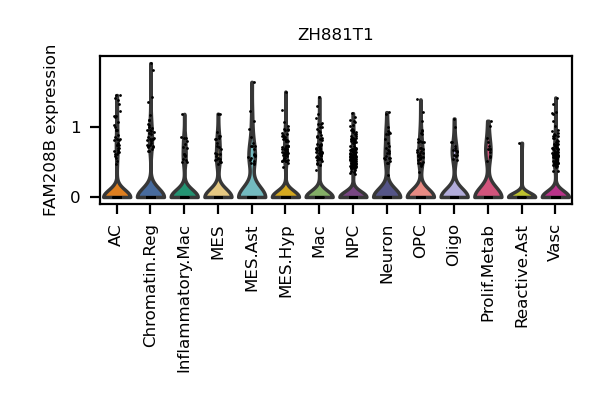 ZH881T1
FAM208B expression
1
0
AC
Chromatin.Reg
Inflammatory.Mac
MES
MES.Ast
MES.Hyp
Mac
NPC
Neuron
OPC
Oligo
Prolif.Metab
Reactive.Ast
Vasc